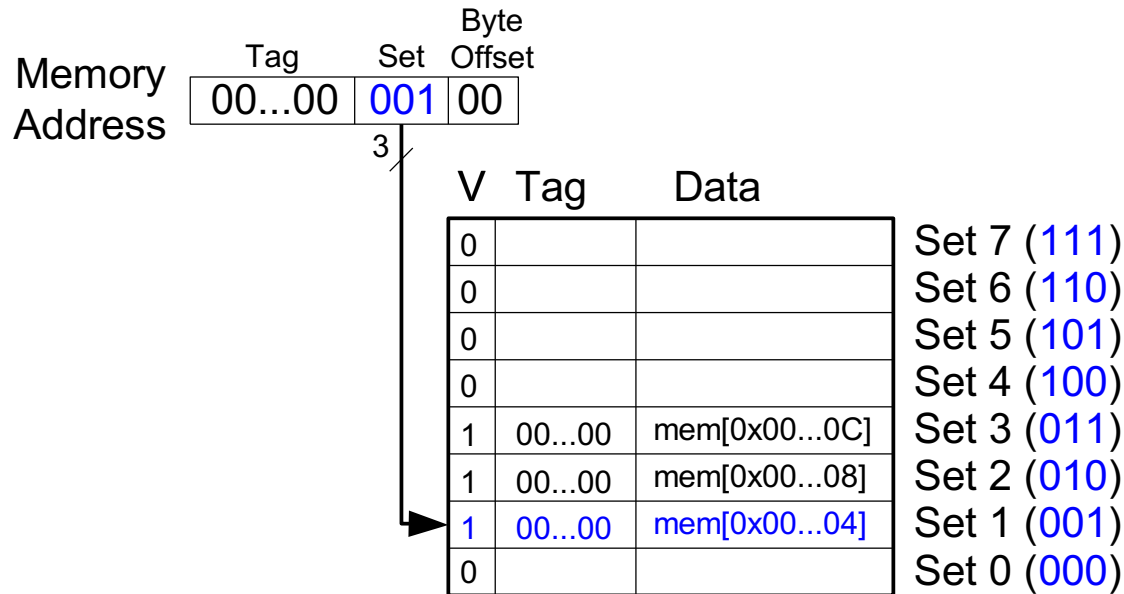 Byte
Tag Set Offset
Memory Address
00...00 001 00
3
V Tag Data
0 Set 7 (111)
0 Set 6 (110)
0 Set 5 (101)
0 Set 4 (100)
1 00...00 mem[0x00...0C] Set 3 (011)
1 00...00 mem[0x00...08] Set 2 (010)
1 00...00 mem[0x00...04] Set 1 (001)
0 Set 0 (000)